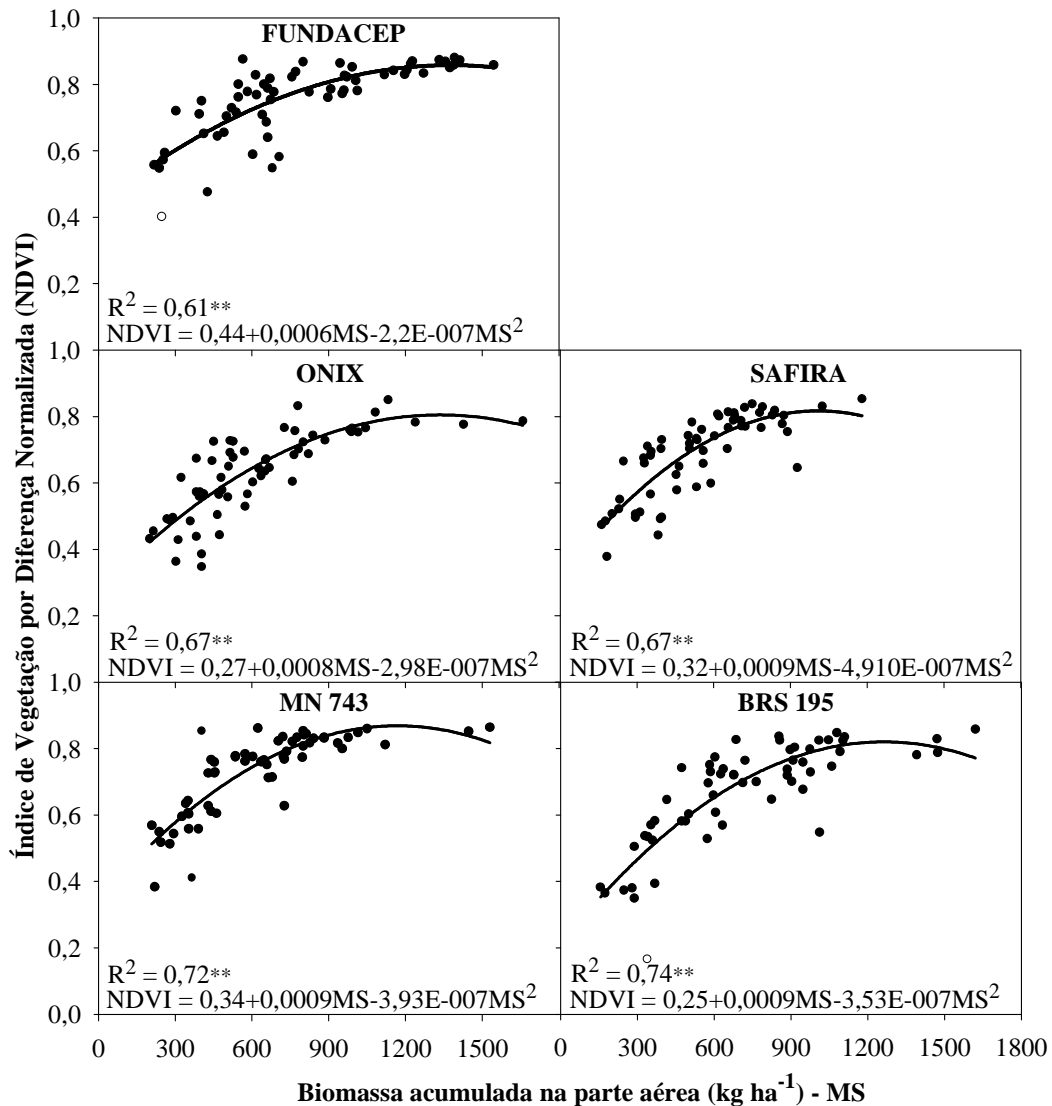 Índice de Vegetação por Diferença Normalizada (NDVI)
1,0
0,8
0,6
0,4
0,2
FUNDACEP
R² = 0,61**
NDVI = 0,44+0,0006MS-2,2E-007MS²
1,0
0,8
0,6
0,4
0,2
ONIX
R² = 0,67**
NDVI = 0,27+0,0008MS-2,98E-007MS²
SAFIRA
R² = 0,67**
NDVI = 0,32+0,0009MS-4,910E-007MS²
1,0
0,8
0,6
0,4
0,2
0,0
MN 743
R² = 0,72**
NDVI = 0,34+0,0009MS-3,93E-007MS²
BRS 195
R² = 0,74**
NDVI = 0,25+0,0009MS-3,53E-007MS²
0 300 600 900 1200 1500 300 600 900 1200 1500 1800
Biomassa acumulada na parte aérea (kg ha⁻¹) - MS